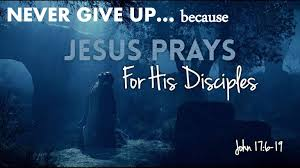 NEVER GIVE UP... because
JESUS PRAYS
For His Disciples
John 17:6-19